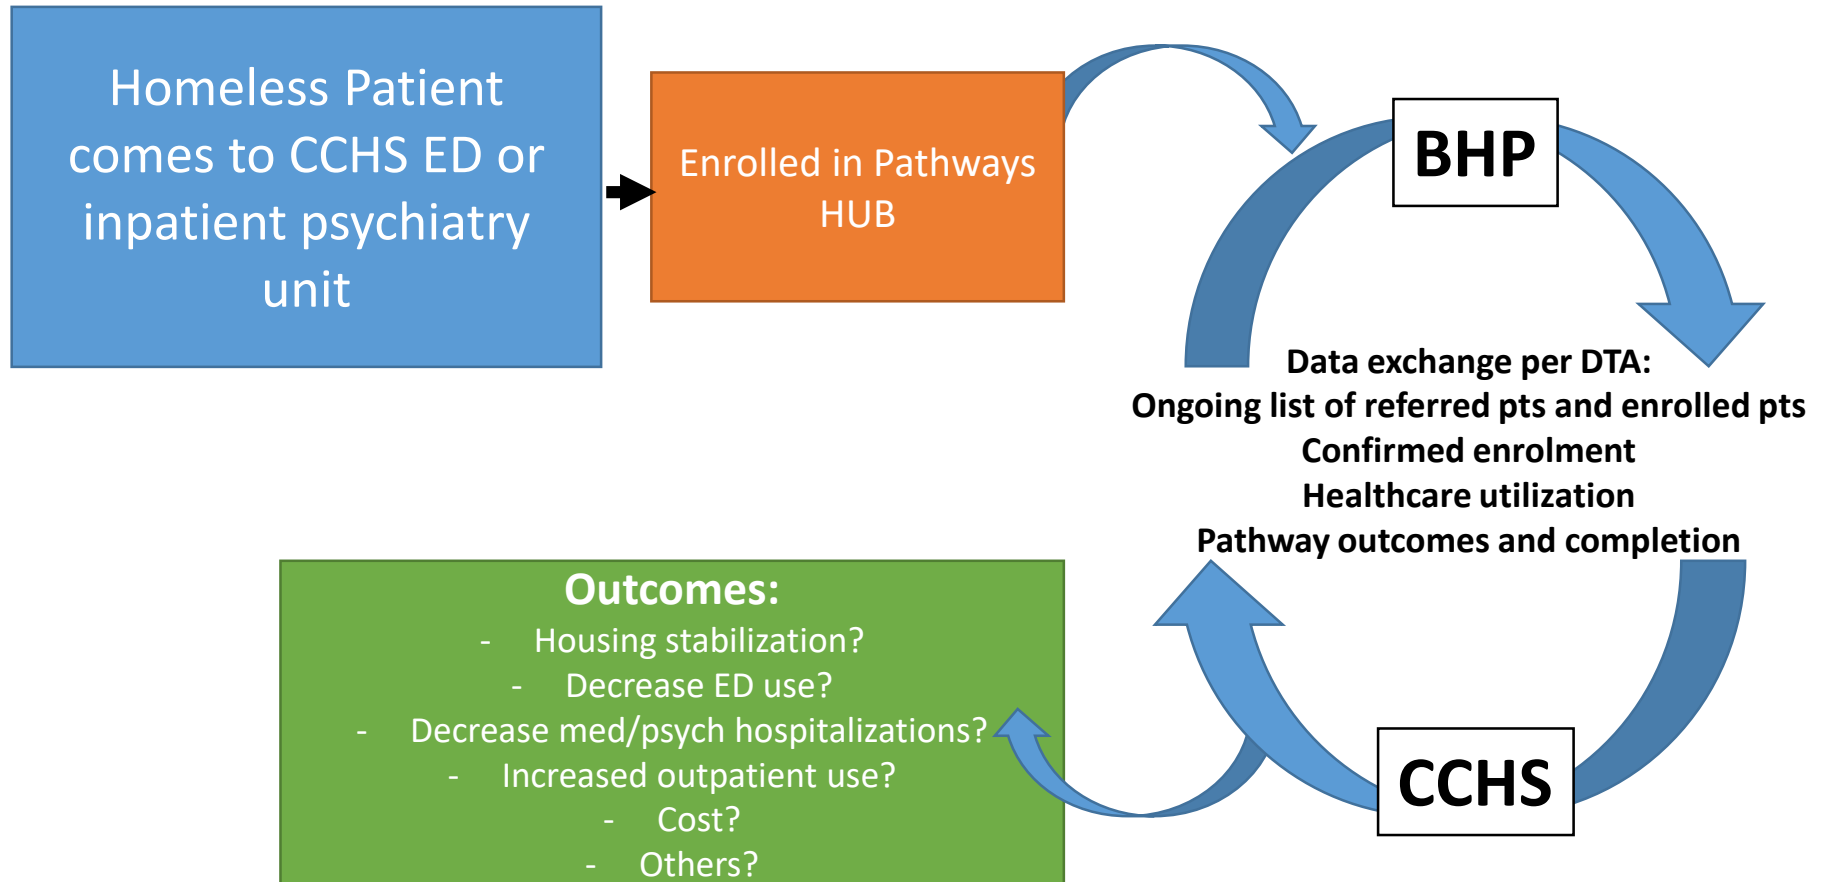 Homeless Patient
comes to CCHS ED or
inpatient psychiatry
unit
Enrolled in Pathways
HUB
BHP
Data exchange per DTA:
Ongoing list of referred pts and enrolled pts
Confirmed enrolment
Healthcare utilization
Pathway outcomes and completion
CCHS
Outcomes:
- Housing stabilization?
- Decrease ED use?
- Decrease med/psych hospitalizations?
- Increased outpatient use?
- Cost?
- Others?